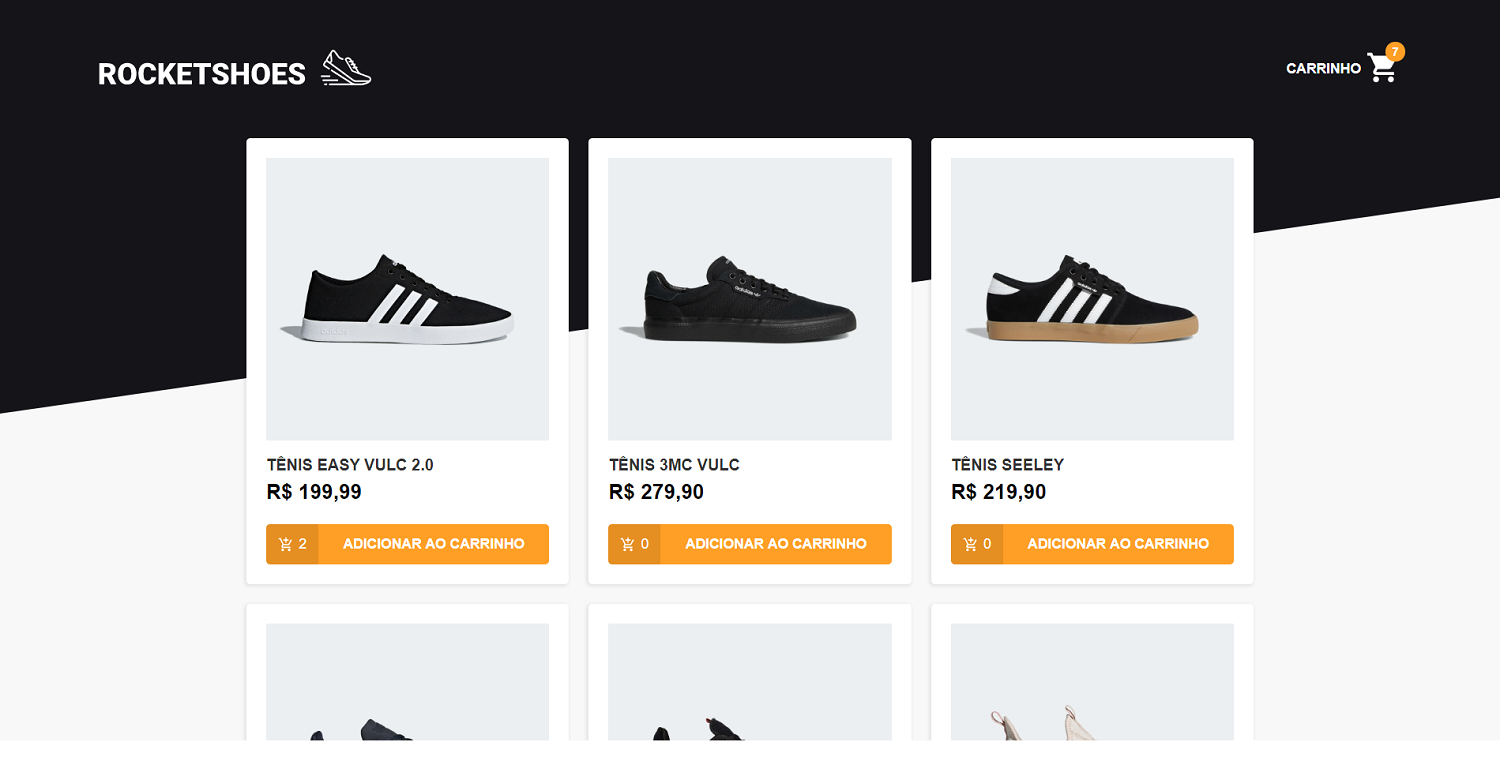 ROCKETSHOES
CARRINHO 7
TÊNIS EASY VULC 2.0
R$ 199,99
2 ADICIONAR AO CARRINHO
TÊNIS 3MC VULC
R$ 279,90
0 ADICIONAR AO CARRINHO
TÊNIS SEELEY
R$ 219,90
0 ADICIONAR AO CARRINHO